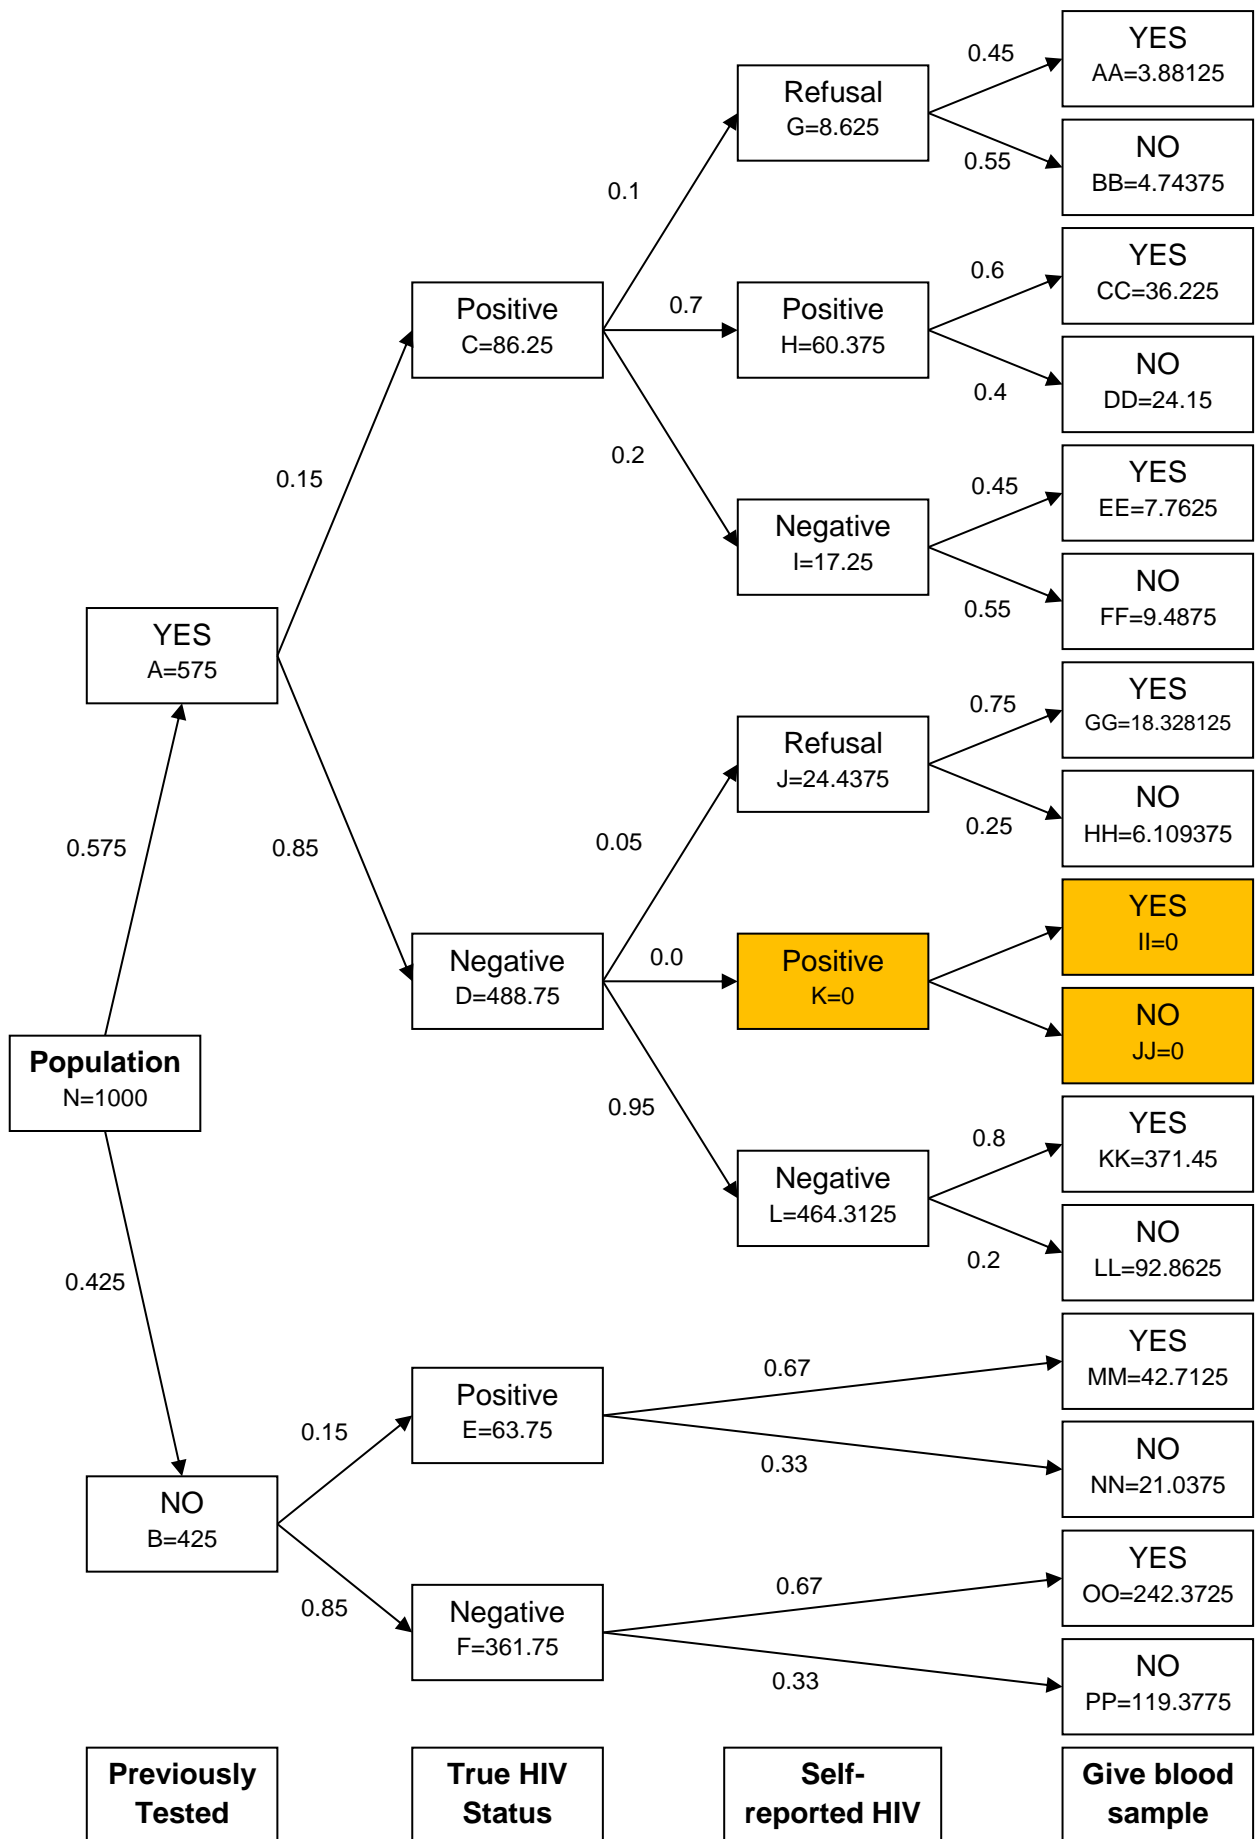 YES
AA=3.88125
0.45
Refusal
G=8.625
0.55
NO
BB=4.74375
0.1
YES
CC=36.225
0.6
Positive
C=86.25
0.7
Positive
H=60.375
0.4
NO
DD=24.15
0.15
0.2
YES
EE=7.7625
0.45
Negative
I=17.25
0.55
NO
FF=9.4875
YES
A=575
YES
GG=18.328125
0.75
Refusal
J=24.4375
0.25
NO
HH=6.109375
0.575
0.85
0.05
YES
II=0
Negative
D=488.75
0.0
Positive
K=0
NO
JJ=0
Population
N=1000
0.95
YES
KK=371.45
0.8
Negative
L=464.3125
0.2
NO
LL=92.8625
0.425
YES
MM=42.7125
0.67
Positive
E=63.75
0.15
0.33
NO
NN=21.0375
NO
B=425
YES
OO=242.3725
0.67
0.85
Negative
F=361.75
0.33
NO
PP=119.3775
Previously
Tested
True HIV
Status
Self-
reported HIV
Give blood
sample